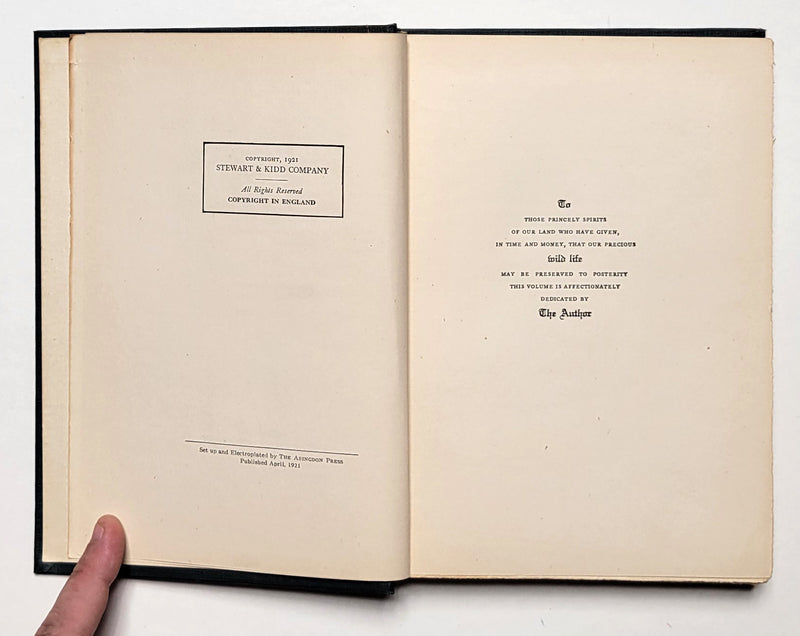 COPYRIGHT, 1921
STEWART & KIDD COMPANY
All Rights Reserved
COPYRIGHT IN ENGLAND
Set up and Electroplated by THE ABINGDON PRESS
Published April, 1921
To
THOSE PRINCELY SPIRITS
OF OUR LAND WHO HAVE GIVEN,
IN TIME AND MONEY, THAT OUR PRECIOUS
wild life
MAY BE PRESERVED TO POSTERITY
THIS VOLUME IS AFFECTIONATELY
DEDICATED BY
The Author